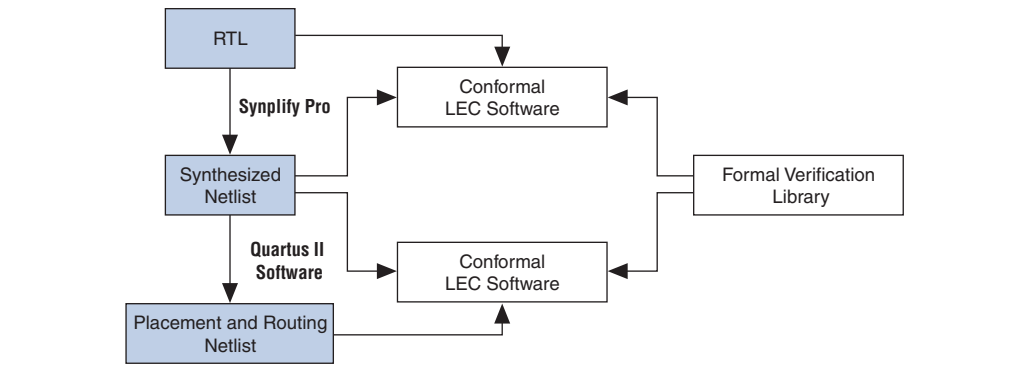 RTL
Conformal
LEC Software
Synplify Pro
Synthesized
Netlist
Formal Verification
Library
Quartus II
Software
Conformal
LEC Software
Placement and Routing
Netlist